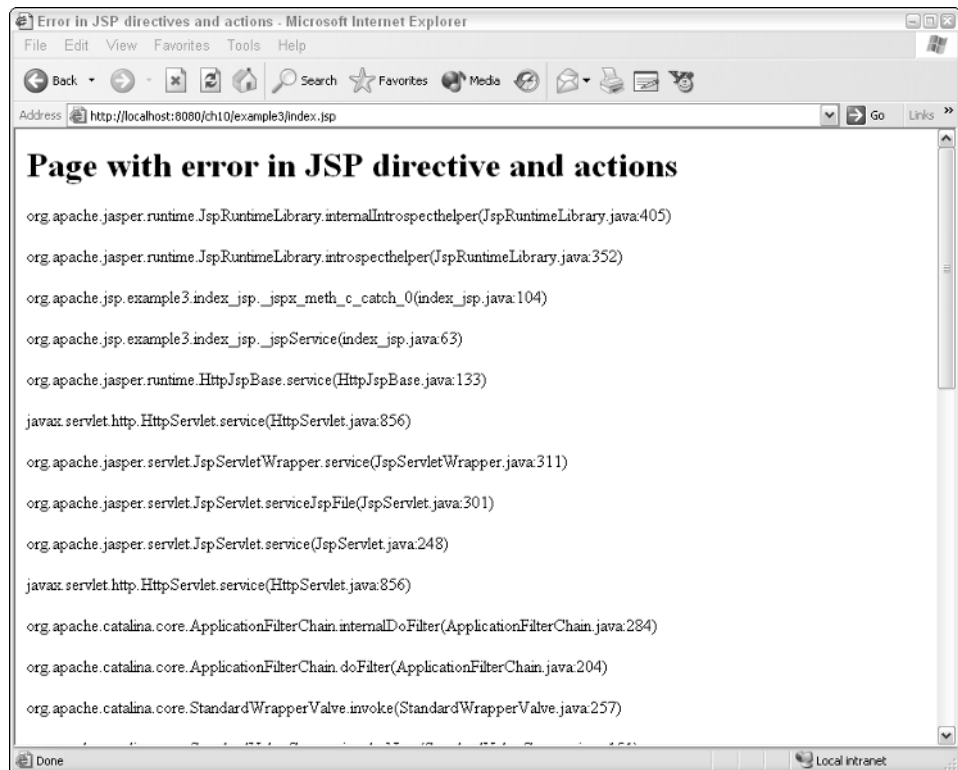 Error in JSP directives and actions - Microsoft Internet Explorer
File Edit View Favorites Tools Help
Back Search Favorites Media
Address http://localhost:8080/ch10/example3/index.jsp Go Links »
Page with error in JSP directive and actions
org.apache.jasper.runtime.JspRuntimeLibrary.internalIntrospecthelper(JspRuntimeLibrary.java:405)
org.apache.jasper.runtime.JspRuntimeLibrary.introspecthelper(JspRuntimeLibrary.java:352)
org.apache.jsp.example3.index_jsp._jspx_meth_c_catch_0(index_jsp.java:104)
org.apache.jsp.example3.index_jsp._jspService(index_jsp.java:63)
org.apache.jasper.runtime.HttpJspBase.service(HttpJspBase.java:133)
javax.servlet.http.HttpServlet.service(HttpServlet.java:856)
org.apache.jasper.servlet.JspServletWrapper.service(JspServletWrapper.java:311)
org.apache.jasper.servlet.JspServlet.serviceJspFile(JspServlet.java:301)
org.apache.jasper.servlet.JspServlet.service(JspServlet.java:248)
javax.servlet.http.HttpServlet.service(HttpServlet.java:856)
org.apache.catalina.core.ApplicationFilterChain.internalDoFilter(ApplicationFilterChain.java:284)
org.apache.catalina.core.ApplicationFilterChain.doFilter(ApplicationFilterChain.java:204)
org.apache.catalina.core.StandardWrapperValve.invoke(StandardWrapperValve.java:257)
Done Local intranet